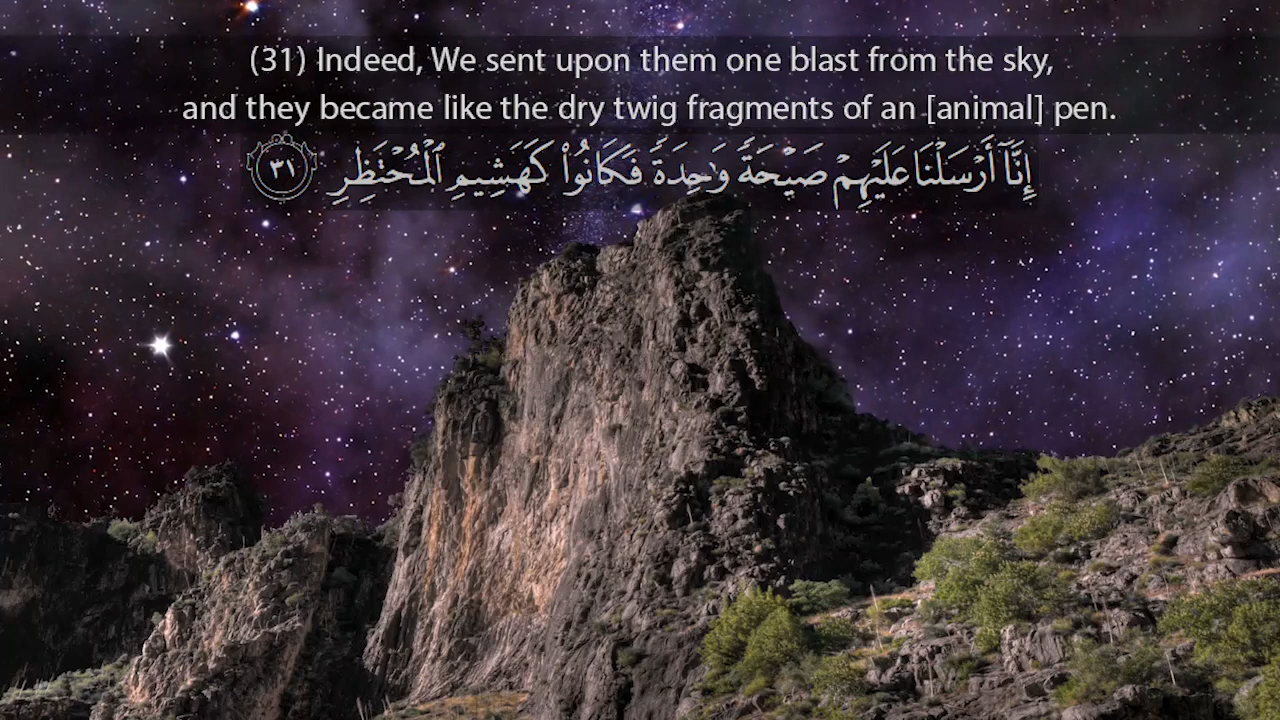 (31) Indeed, We sent upon them one blast from the sky,
and they became like the dry twig fragments of an [animal] pen.
إِنَّآ أَرْسَلْنَا عَلَيْهِمْ صَيْحَةً وَٰحِدَةً فَكَانُوا۟ كَهَشِيمِ ٱلْمُحْتَظِرِ ٣١